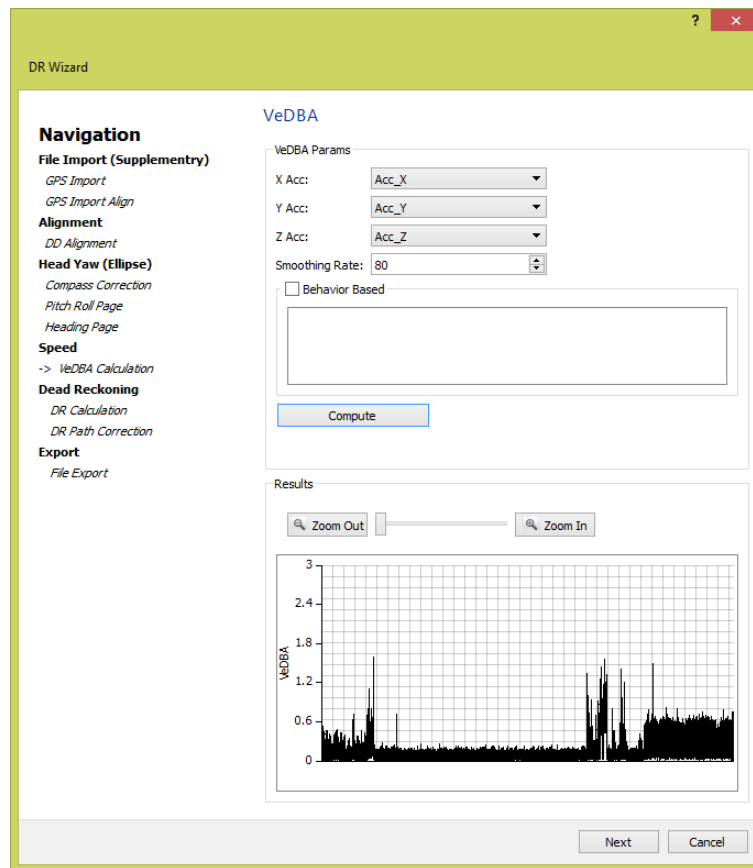 ?
DR Wizard
Navigation
File Import (Supplementry)
GPS Import
GPS Import Align
Alignment
DD Alignment
Head Yaw (Ellipse)
Compass Correction
Pitch Roll Page
Heading Page
Speed
-> VeDBA Calculation
Dead Reckoning
DR Calculation
DR Path Correction
Export
File Export
VeDBA
VeDBA Params
X Acc: Acc_X
Y Acc: Acc_Y
Z Acc: Acc_Z
Smoothing Rate: 80
Behavior Based
Compute
Results
Zoom Out Zoom In
3
2.4
1.8
1.2
0.6
0
VeDBA
Next Cancel